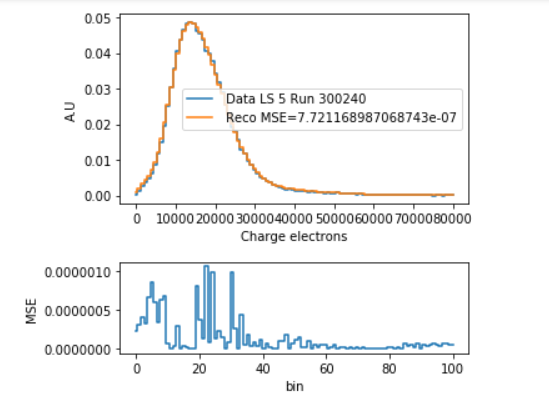 0.05
0.04
0.03
0.02
0.01
0.00
A.U
Data LS 5 Run 300240
Reco MSE=7.721168987068743e-07
0 10000 20000 30000 40000 50000 60000 70000 80000
Charge electrons
0.0000010
0.0000005
0.0000000
MSE
0 20 40 60 80 100
bin